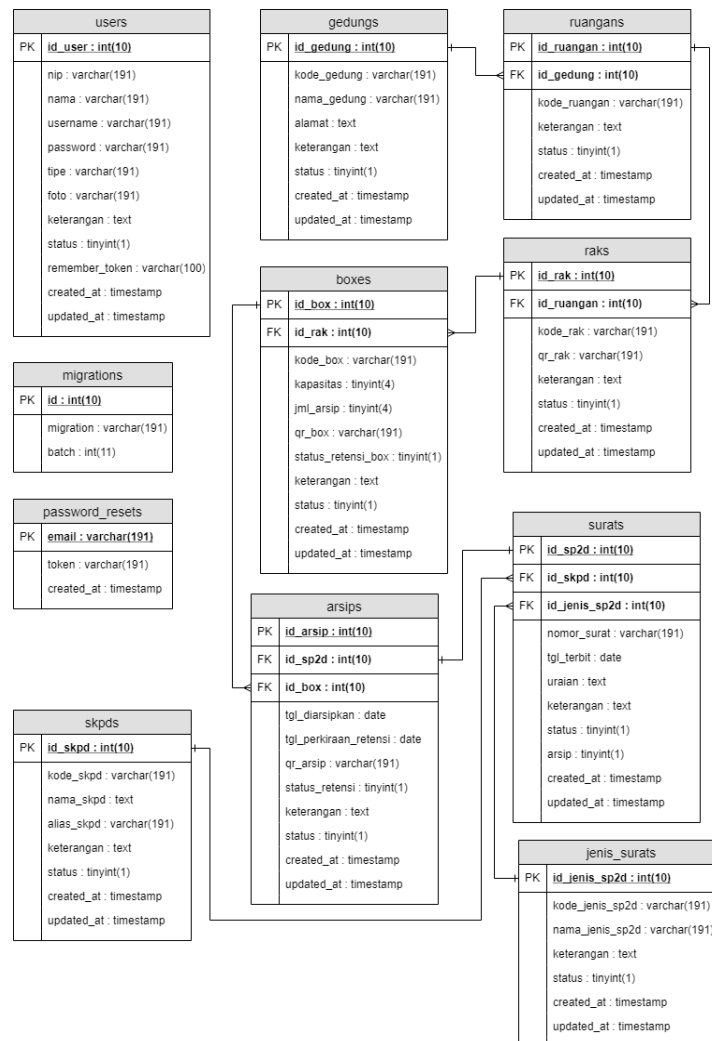 users
PK id_user : int(10)
nip : varchar(191)
nama : varchar(191)
username : varchar(191)
password : varchar(191)
tipe : varchar(191)
foto : varchar(191)
keterangan : text
status : tinyint(1)
remember_token : varchar(100)
created_at : timestamp
updated_at : timestamp
gedungs
PK id_gedung : int(10)
kode_gedung : varchar(191)
nama_gedung : varchar(191)
alamat : text
keterangan : text
status : tinyint(1)
created_at : timestamp
updated_at : timestamp
ruangans
PK id_ruangan : int(10)
FK id_gedung : int(10)
kode_ruangan : varchar(191)
keterangan : text
status : tinyint(1)
created_at : timestamp
updated_at : timestamp
raks
PK id_rak : int(10)
FK id_ruangan : int(10)
kode_rak : varchar(191)
qr_rak : varchar(191)
keterangan : text
status : tinyint(1)
created_at : timestamp
updated_at : timestamp
boxes
PK id_box : int(10)
FK id_rak : int(10)
kode_box : varchar(191)
kapasitas : tinyint(4)
jml_arsip : tinyint(4)
qr_box : varchar(191)
status_retensi_box : tinyint(1)
keterangan : text
status : tinyint(1)
created_at : timestamp
updated_at : timestamp
migrations
PK id : int(10)
migration : varchar(191)
batch : int(11)
password_resets
PK email : varchar(191)
token : varchar(191)
created_at : timestamp
surats
PK id_sp2d : int(10)
FK id_skpd : int(10)
FK id_jenis_sp2d : int(10)
nomor_surat : varchar(191)
tgl_terbit : date
uraian : text
keterangan : text
status : tinyint(1)
arsip : tinyint(1)
created_at : timestamp
updated_at : timestamp
arsips
PK id_arsip : int(10)
FK id_sp2d : int(10)
FK id_box : int(10)
tgl_diarsipkan : date
tgl_perkiraan_retensi : date
qr_arsip : varchar(191)
status_retensi : tinyint(1)
keterangan : text
status : tinyint(1)
created_at : timestamp
updated_at : timestamp
skpds
PK id_skpd : int(10)
kode_skpd : varchar(191)
nama_skpd : text
alias_skpd : varchar(191)
keterangan : text
status : tinyint(1)
created_at : timestamp
updated_at : timestamp
jenis_surats
PK id_jenis_sp2d : int(10)
kode_jenis_sp2d : varchar(191)
nama_jenis_sp2d : varchar(191)
keterangan : text
status : tinyint(1)
created_at : timestamp
updated_at : timestamp